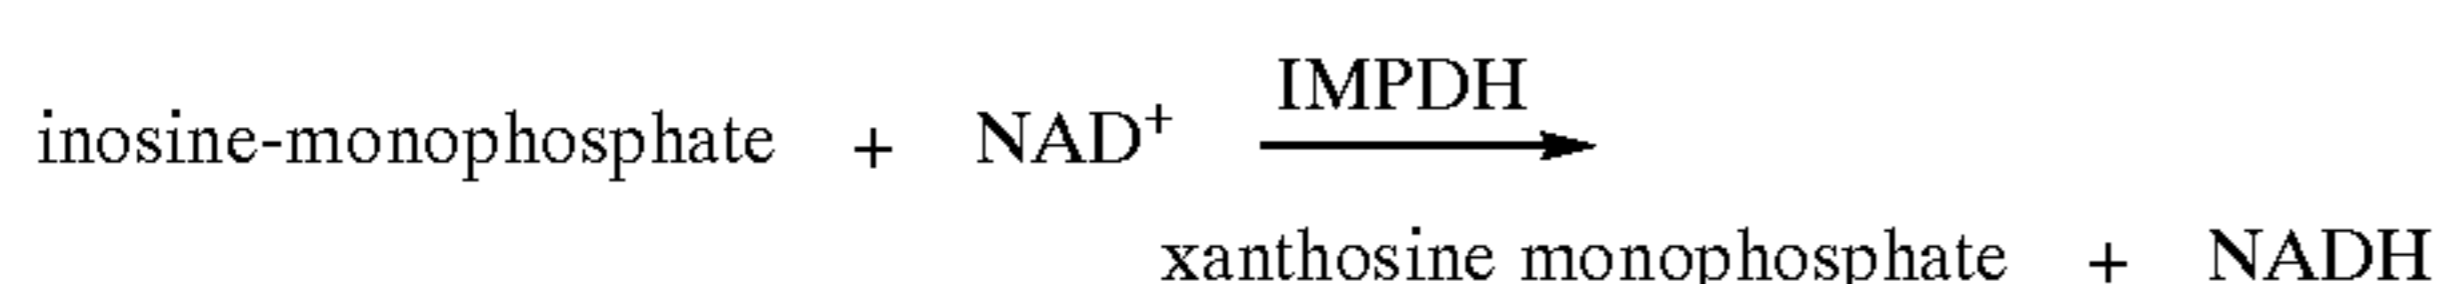 IMPDH
inosine-monophosphate + NAD⁺
xanthosine monophosphate + NADH